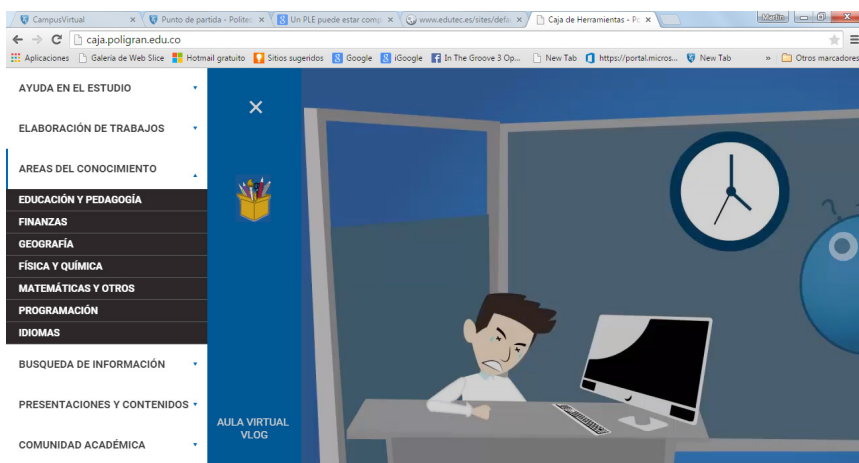 CampusVirtual
Punto de partida - Politec
Un PLE puede estar comp
www.edutec.es/sites/defa
Caja de Herramientas - Po
Martin
caja.poligran.edu.co
Aplicaciones
Galería de Web Slice
Hotmail gratuito
Sitios sugeridos
Google
iGoogle
In The Groove 3 Op...
New Tab
https://portal.micros...
New Tab
»
Otros marcadores
AYUDA EN EL ESTUDIO
ELABORACIÓN DE TRABAJOS
AREAS DEL CONOCIMIENTO
EDUCACIÓN Y PEDAGOGÍA
FINANZAS
GEOGRAFÍA
FÍSICA Y QUÍMICA
MATEMÁTICAS Y OTROS
PROGRAMACIÓN
IDIOMAS
BUSQUEDA DE INFORMACIÓN
PRESENTACIONES Y CONTENIDOS
COMUNIDAD ACADÉMICA
AULA VIRTUAL
VLOG